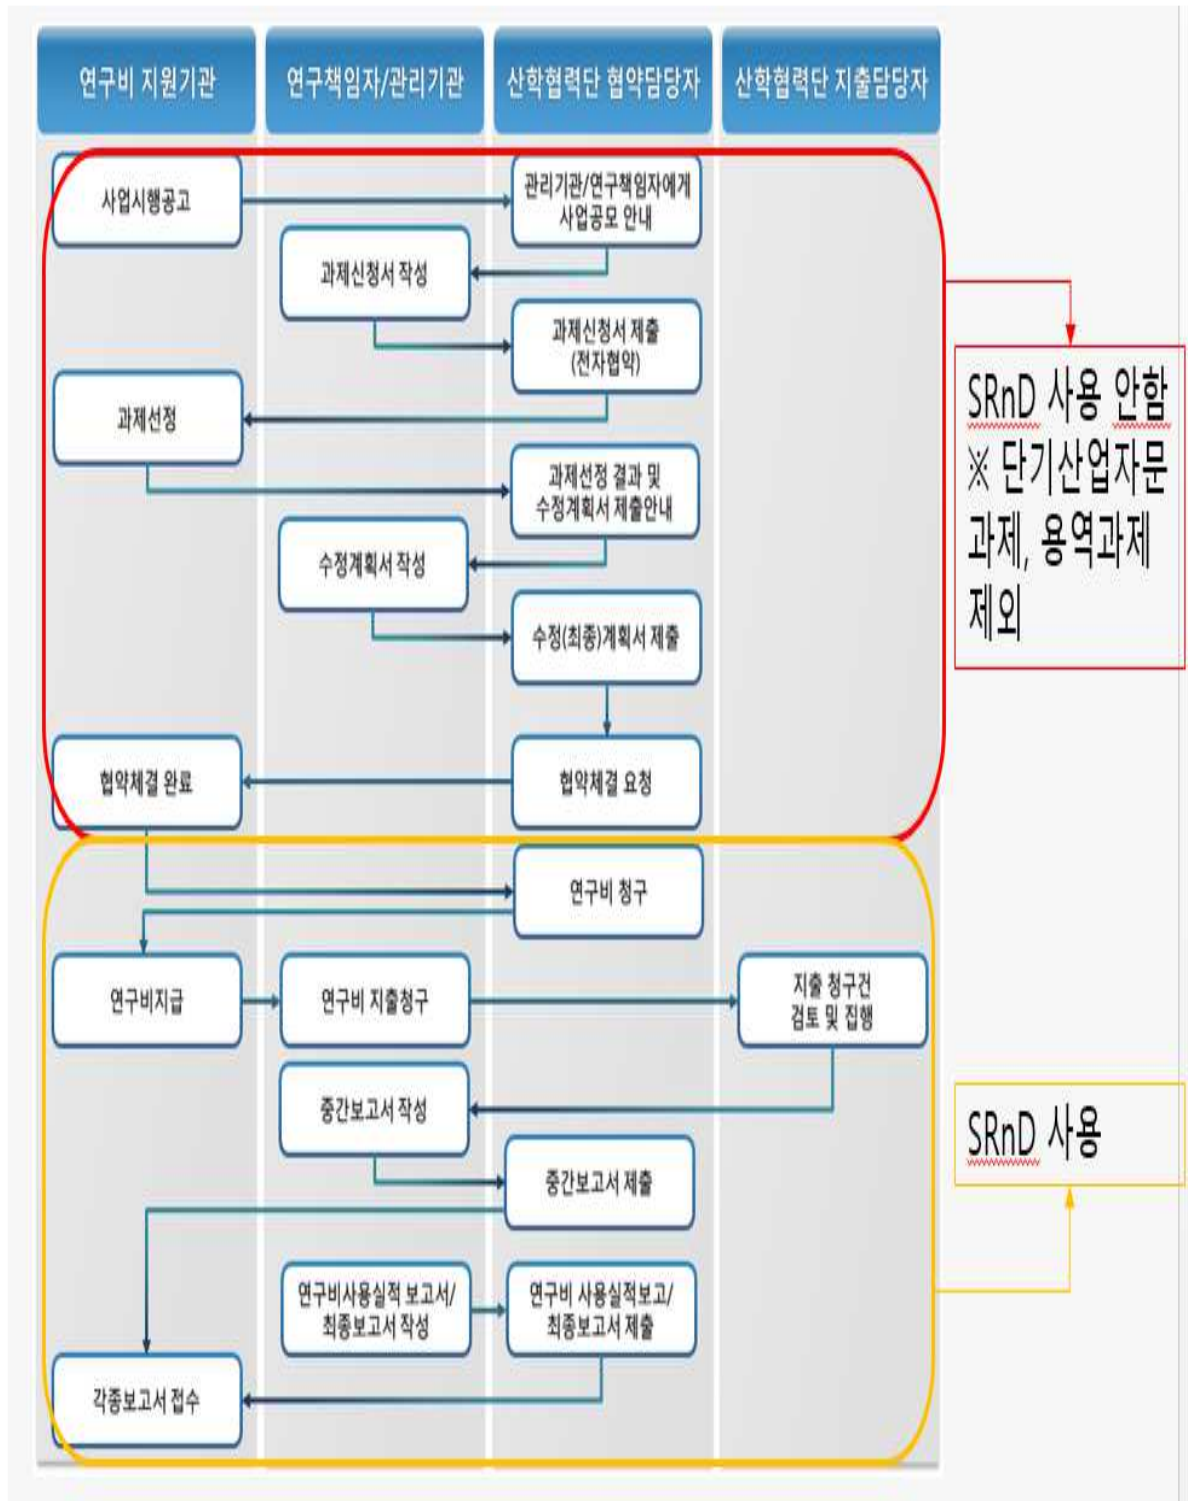 연구비 지원기관
연구책임자/관리기관
산학협력단 협약담당자
산학협력단 지출담당자
사업시행공고
관리기관/연구책임자에게
사업공모 안내
과제신청서 작성
과제신청서 제출
(전자협약)
과제선정
과제선정 결과 및
수정계획서 제출안내
수정계획서 작성
수정(최종)계획서 제출
협약체결 완료
협약체결 요청
SRnD 사용 안함
※ 단기산업자문
과제, 용역과제
제외
연구비 청구
연구비지급
연구비 지출청구
지출 청구건
검토 및 집행
중간보고서 작성
중간보고서 제출
SRnD 사용
연구비사용실적 보고서/
최종보고서 작성
연구비 사용실적보고/
최종보고서 제출
각종보고서 접수